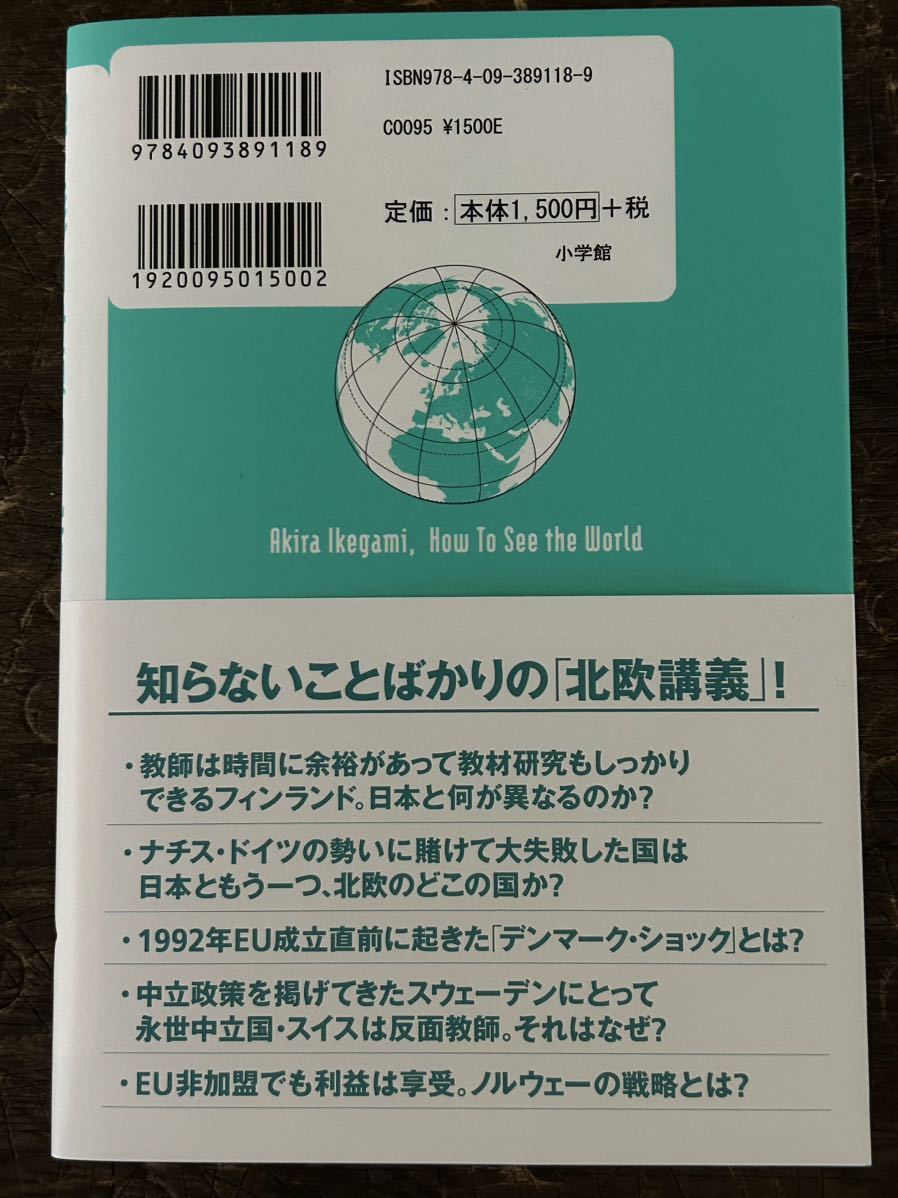 ISBN978-4-09-389118-9
9784093891189
C0095 ¥1500E
定価：本体1,500円+税
1920095015002
小学館
Akira Ikegami, How To See the World
知らないことばかりの「北欧講義」！
・教師は時間に余裕があって教材研究もしっかり
できるフィンランド。日本と何が異なるのか？
・ナチス・ドイツの勢いに賭けて大失敗した国は
日本ともう一つ、北欧のどこの国か？
・1992年EU成立直前に起きた「デンマーク・ショック」とは？
・中立政策を掲げてきたスウェーデンにとって
永世中立国・スイスは反面教師。それはなぜ？
・EU非加盟でも利益は享受。ノルウェーの戦略とは？